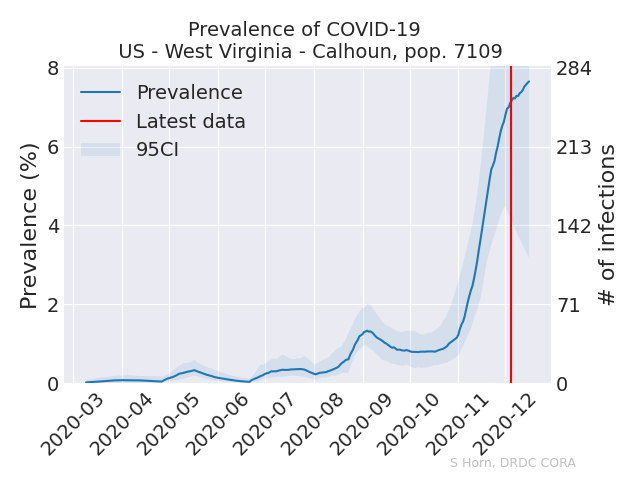 Prevalence of COVID-19
US - West Virginia - Calhoun, pop. 7109
8
6
4
2
0
Prevalence (%)
Prevalence
Latest data
95CI
284
213
142
71
0
# of infections
2020-03
2020-04
2020-05
2020-06
2020-07
2020-08
2020-09
2020-10
2020-11
2020-12
S Horn, DRDC CORA